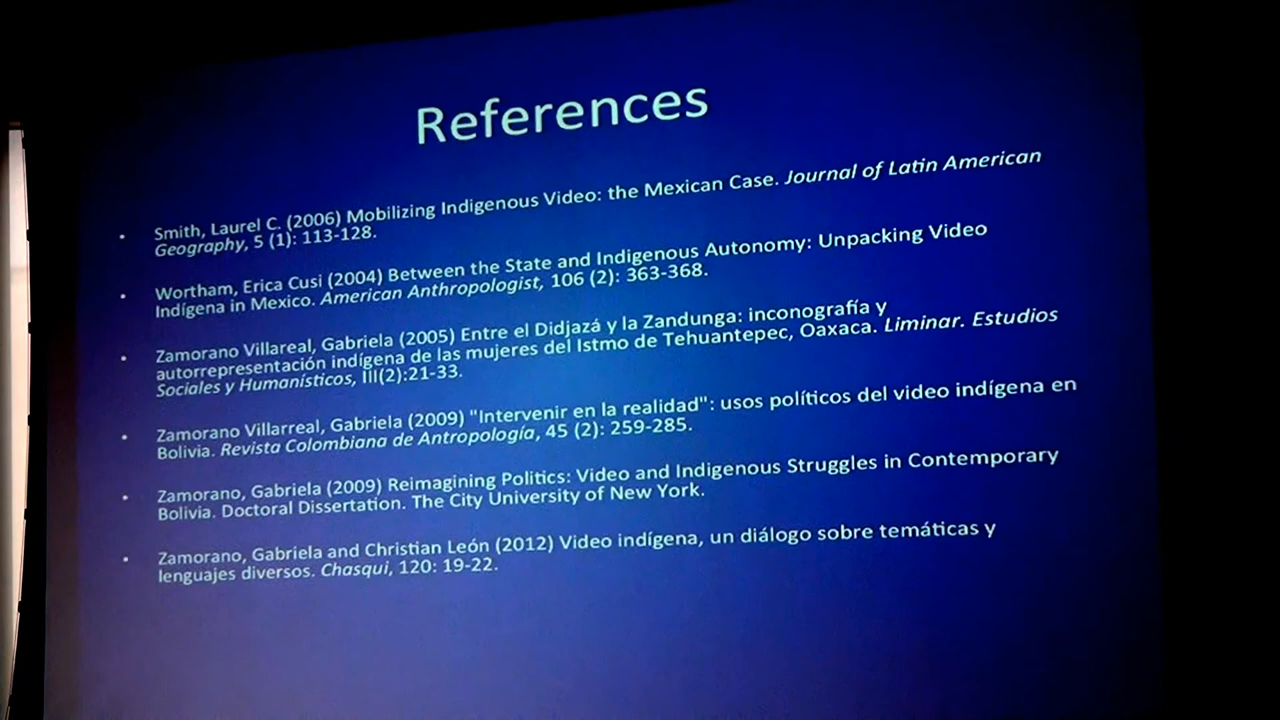 References
• Smith, Laurel C. (2006) Mobilizing Indigenous Video: the Mexican Case. Journal of Latin American
Geography, 5 (1): 113-128.
• Wortham, Erica Cusi (2004) Between the State and Indigenous Autonomy: Unpacking Video
Indígena in Mexico. American Anthropologist, 106 (2): 363-368.
• Zamorano Villareal, Gabriela (2005) Entre el Didjazá y la Zandunga: inconografía y
autorrepresentación indígena de las mujeres del Istmo de Tehuantepec, Oaxaca. Liminar. Estudios
Sociales y Humanísticos, III(2):21-33.
• Zamorano Villarreal, Gabriela (2009) "Intervenir en la realidad": usos políticos del video indígena en
Bolivia. Revista Colombiana de Antropología, 45 (2): 259-285.
• Zamorano, Gabriela (2009) Reimagining Politics: Video and Indigenous Struggles in Contemporary
Bolivia. Doctoral Dissertation. The City University of New York.
• Zamorano, Gabriela and Christian León (2012) Video indígena, un diálogo sobre temáticas y
lenguajes diversos. Chasqui, 120: 19-22.